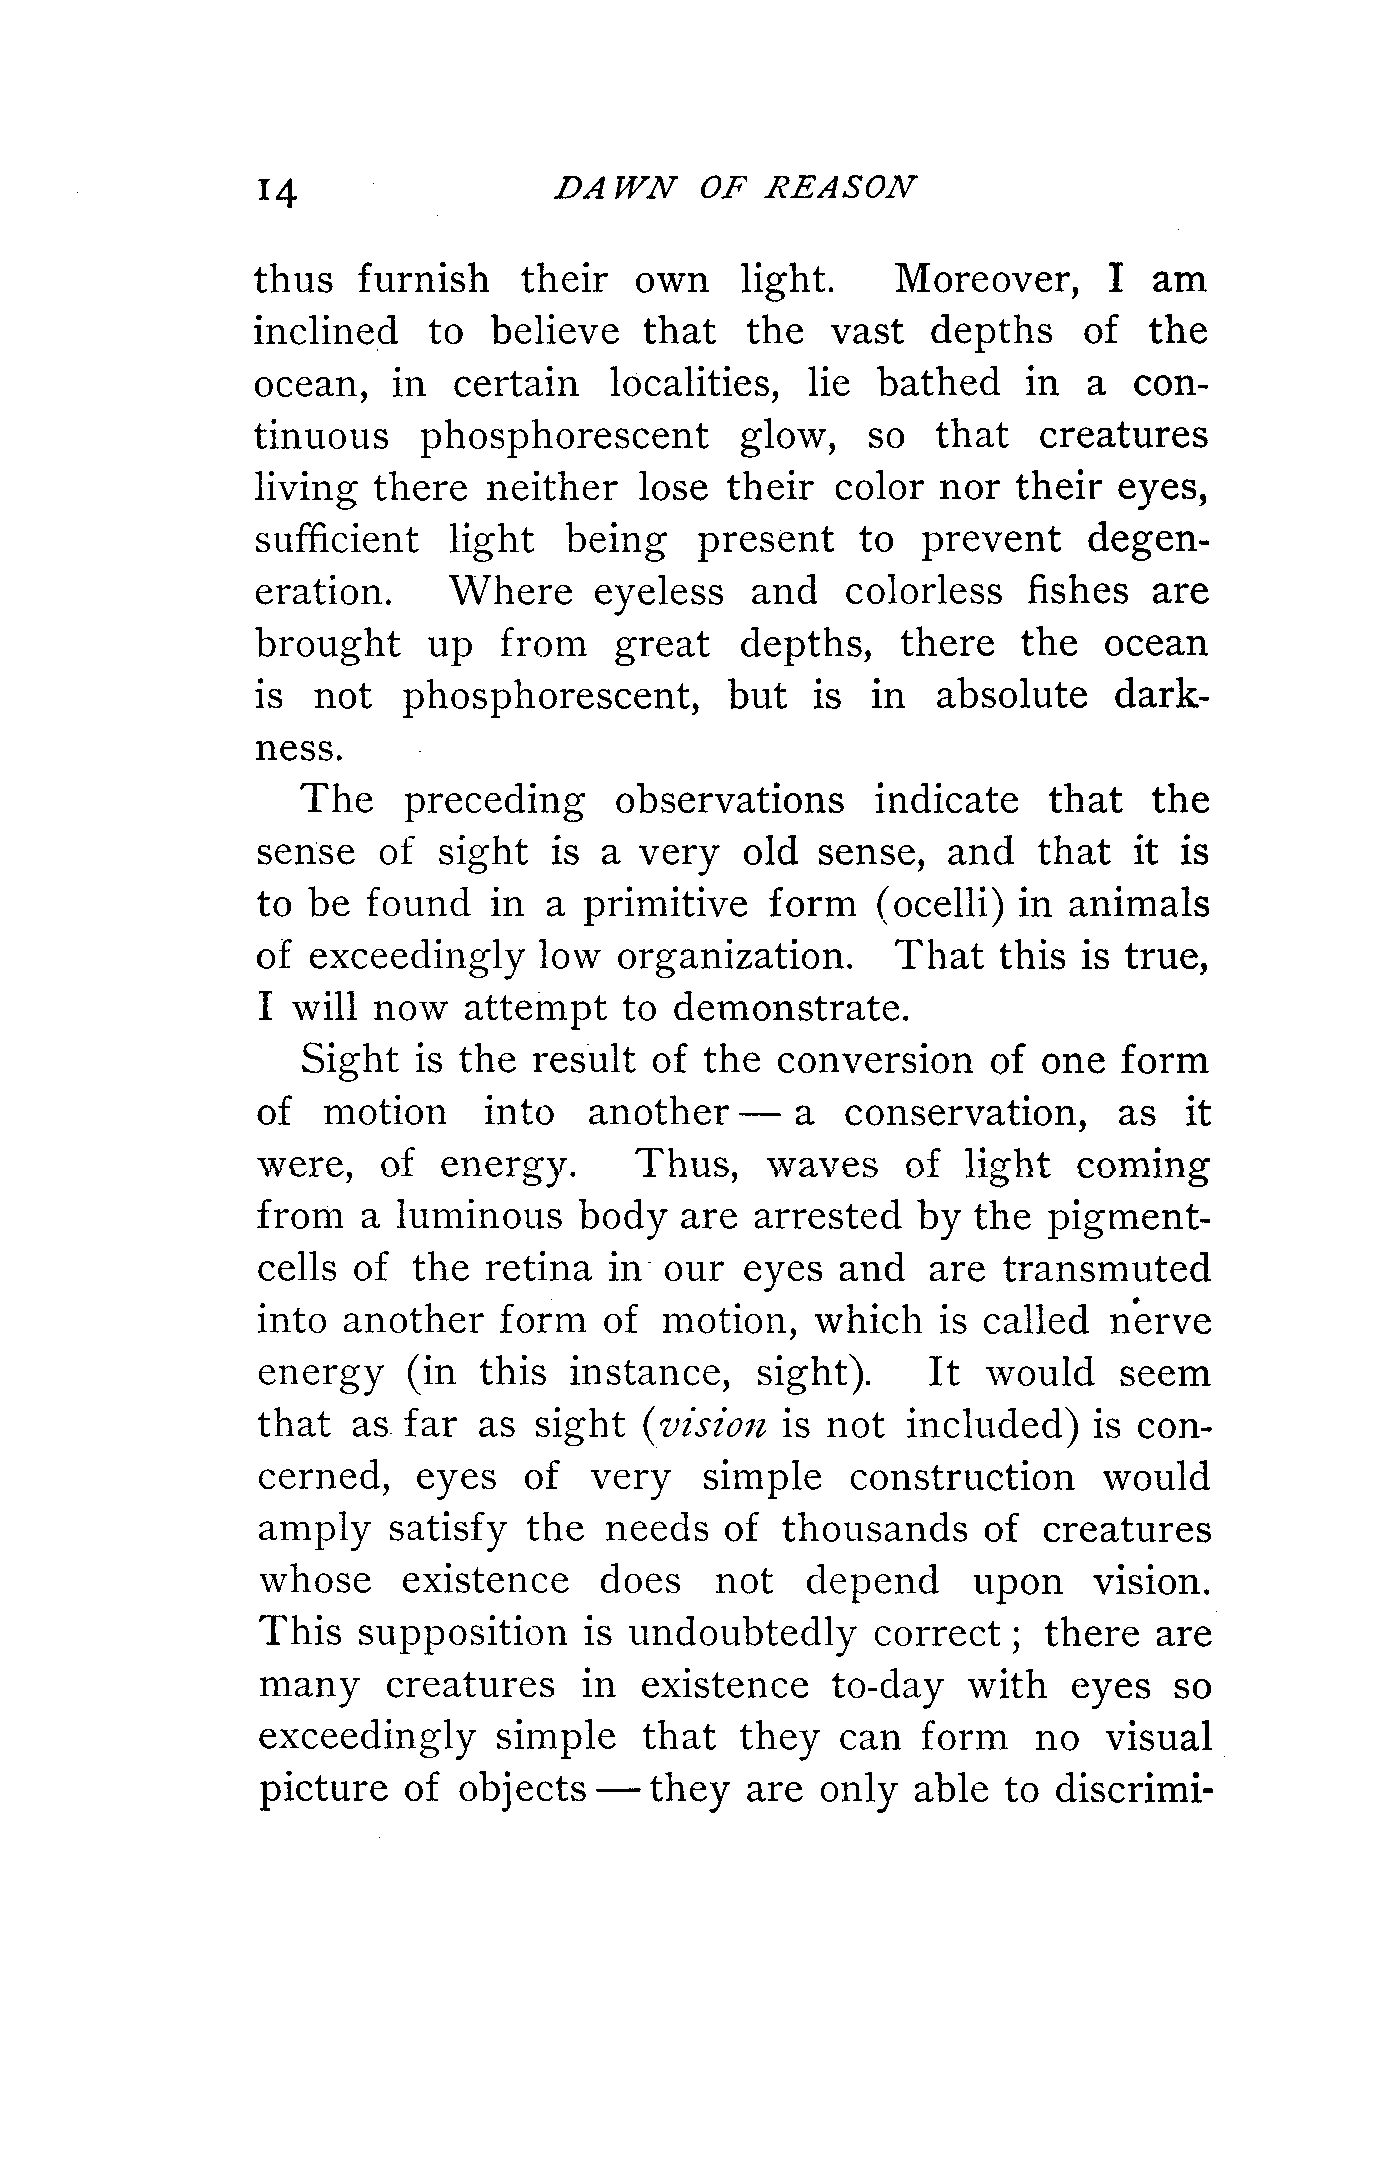 14 DAWN OF REASON
thus furnish their own light. Moreover, I am
inclined to believe that the vast depths of the
ocean, in certain localities, lie bathed in a con-
tinuous phosphorescent glow, so that creatures
living there neither lose their color nor their eyes,
sufficient light being present to prevent degen-
eration. Where eyeless and colorless fishes are
brought up from great depths, there the ocean
is not phosphorescent, but is in absolute dark-
ness.
The preceding observations indicate that the
sense of sight is a very old sense, and that it is
to be found in a primitive form (ocelli) in animals
of exceedingly low organization. That this is true,
I will now attempt to demonstrate.
Sight is the result of the conversion of one form
of motion into another — a conservation, as it
were, of energy. Thus, waves of light coming
from a luminous body are arrested by the pigment-
cells of the retina in our eyes and are transmuted
into another form of motion, which is called nerve
energy (in this instance, sight). It would seem
that as far as sight (vision is not included) is con-
cerned, eyes of very simple construction would
amply satisfy the needs of thousands of creatures
whose existence does not depend upon vision.
This supposition is undoubtedly correct; there are
many creatures in existence to-day with eyes so
exceedingly simple that they can form no visual
picture of objects — they are only able to discrimi-